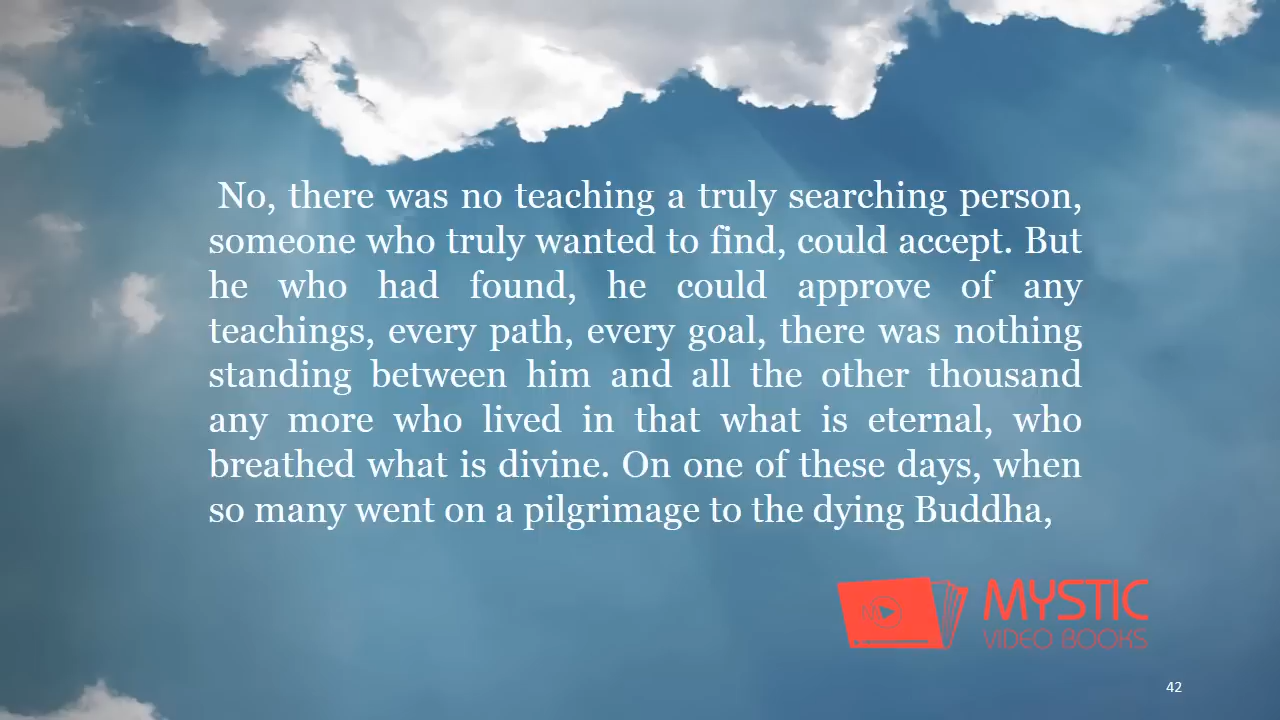 No, there was no teaching a truly searching person,
someone who truly wanted to find, could accept. But
he who had found, he could approve of any
teachings, every path, every goal, there was nothing
standing between him and all the other thousand
any more who lived in that what is eternal, who
breathed what is divine. On one of these days, when
so many went on a pilgrimage to the dying Buddha,
MYSTIC
VIDEO BOOKS
42